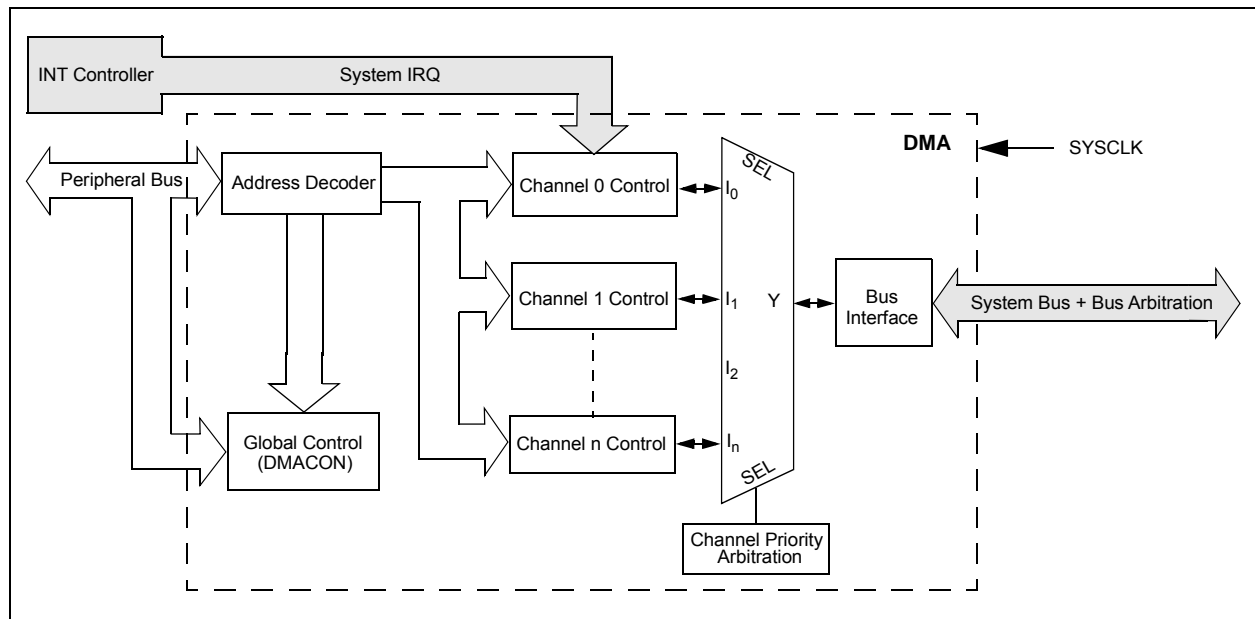 INT Controller
System IRQ
DMA
SYSCLK
Peripheral Bus
Address Decoder
Channel 0 Control
SEL
I0
Channel 1 Control
I1
Y
Bus
Interface
System Bus + Bus Arbitration
I2
Global Control
(DMACON)
Channel n Control
In
SEL
Channel Priority
Arbitration